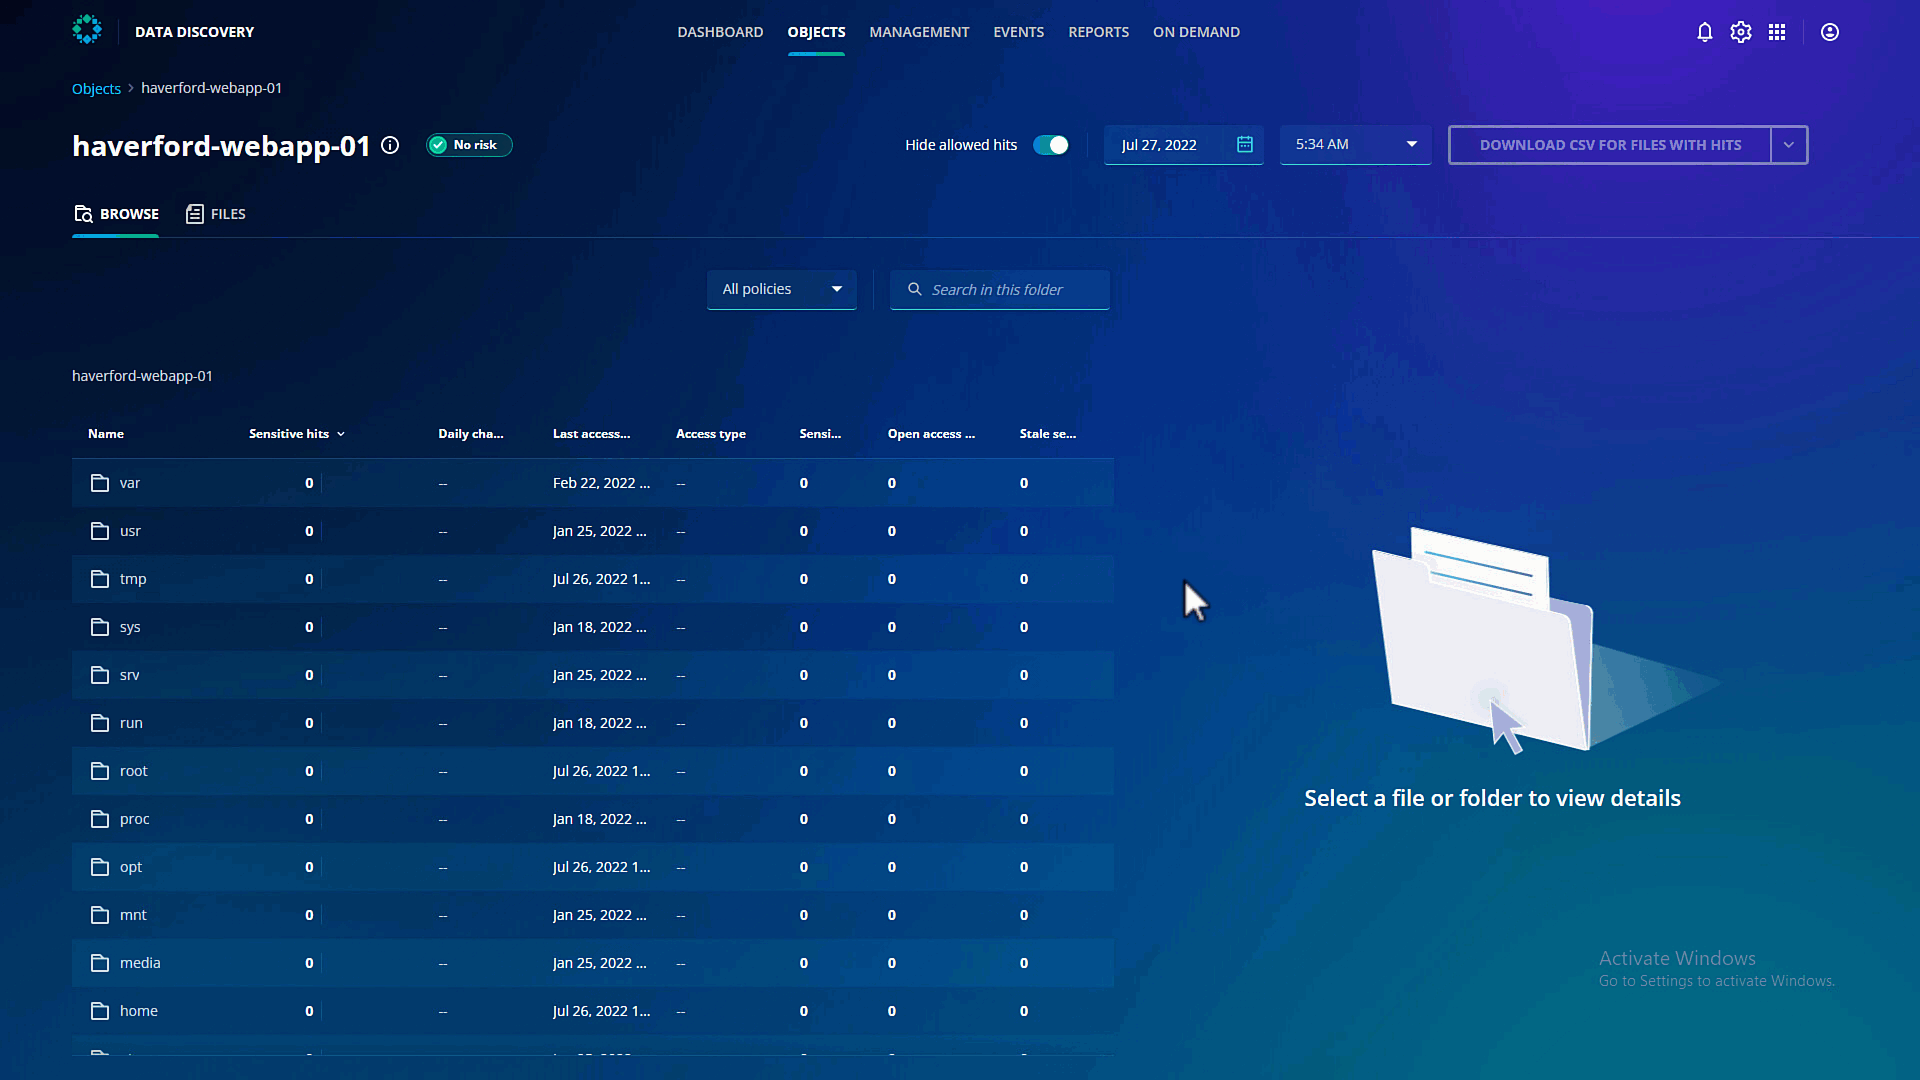 DATA DISCOVERY
DASHBOARD OBJECTS MANAGEMENT EVENTS REPORTS ON DEMAND
Objects > haverford-webapp-01
haverford-webapp-01 No risk Hide allowed hits Jul 27, 2022 5:34 AM DOWNLOAD CSV FOR FILES WITH HITS
BROWSE FILES
All policies Search in this folder
haverford-webapp-01
Name Sensitive hits Daily cha... Last access... Access type Sensi... Open access ... Stale se...
var 0 -- Feb 22, 2022 ... -- 0 0 0
usr 0 -- Jan 25, 2022 ... -- 0 0 0
tmp 0 -- Jul 26, 2022 1... -- 0 0 0
sys 0 -- Jan 18, 2022 ... -- 0 0 0
srv 0 -- Jan 25, 2022 ... -- 0 0 0
run 0 -- Jan 18, 2022 ... -- 0 0 0
root 0 -- Jul 26, 2022 1... -- 0 0 0
proc 0 -- Jan 18, 2022 ... -- 0 0 0
opt 0 -- Jul 26, 2022 1... -- 0 0 0
mnt 0 -- Jan 25, 2022 ... -- 0 0 0
media 0 -- Jan 25, 2022 ... -- 0 0 0
home 0 -- Jul 26, 2022 1... -- 0 0 0
Select a file or folder to view details
Activate Windows
Go to Settings to activate Windows.